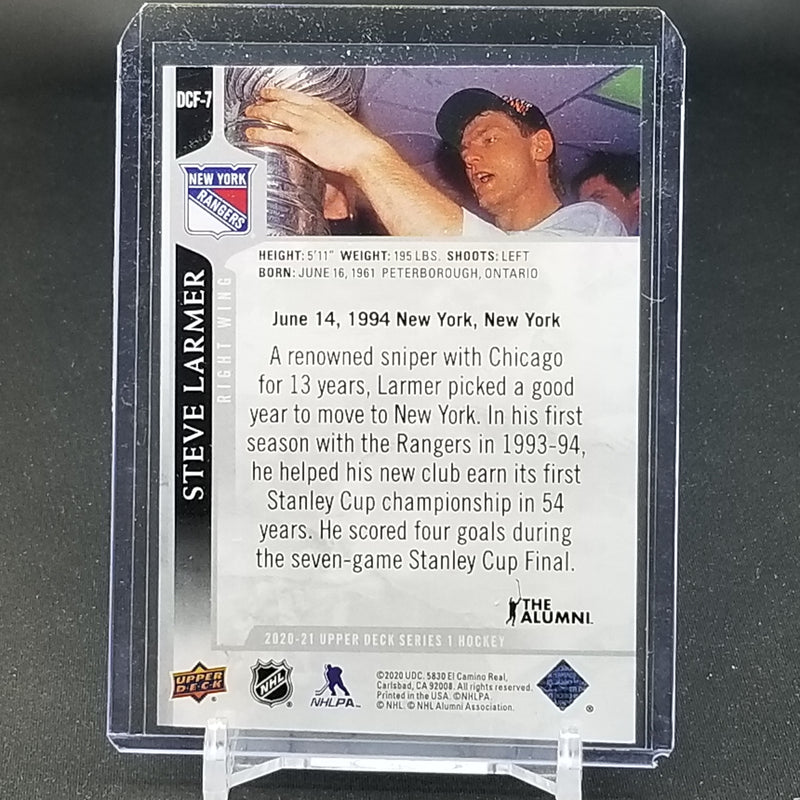 DCF-7
NEW YORK
RANGERS
STEVE LARMER
RIGHT WING
HEIGHT: 5'11" WEIGHT: 195 LBS. SHOOTS: LEFT
BORN: JUNE 16, 1961 PETERBOROUGH, ONTARIO
June 14, 1994 New York, New York
A renowned sniper with Chicago
for 13 years, Larmer picked a good
year to move to New York. In his first
season with the Rangers in 1993-94,
he helped his new club earn its first
Stanley Cup championship in 54
years. He scored four goals during
the seven-game Stanley Cup Final.
THE
ALUMNI
2020-21 UPPER DECK SERIES 1 HOCKEY
UPPER
DECK
®
NHL
®
NHLPA
©2020 UDC. 5830 El Camino Real,
Carlsbad, CA 92008. All rights reserved.
Printed in the USA. ©NHLPA.
© NHL. © NHL Alumni Association.
®